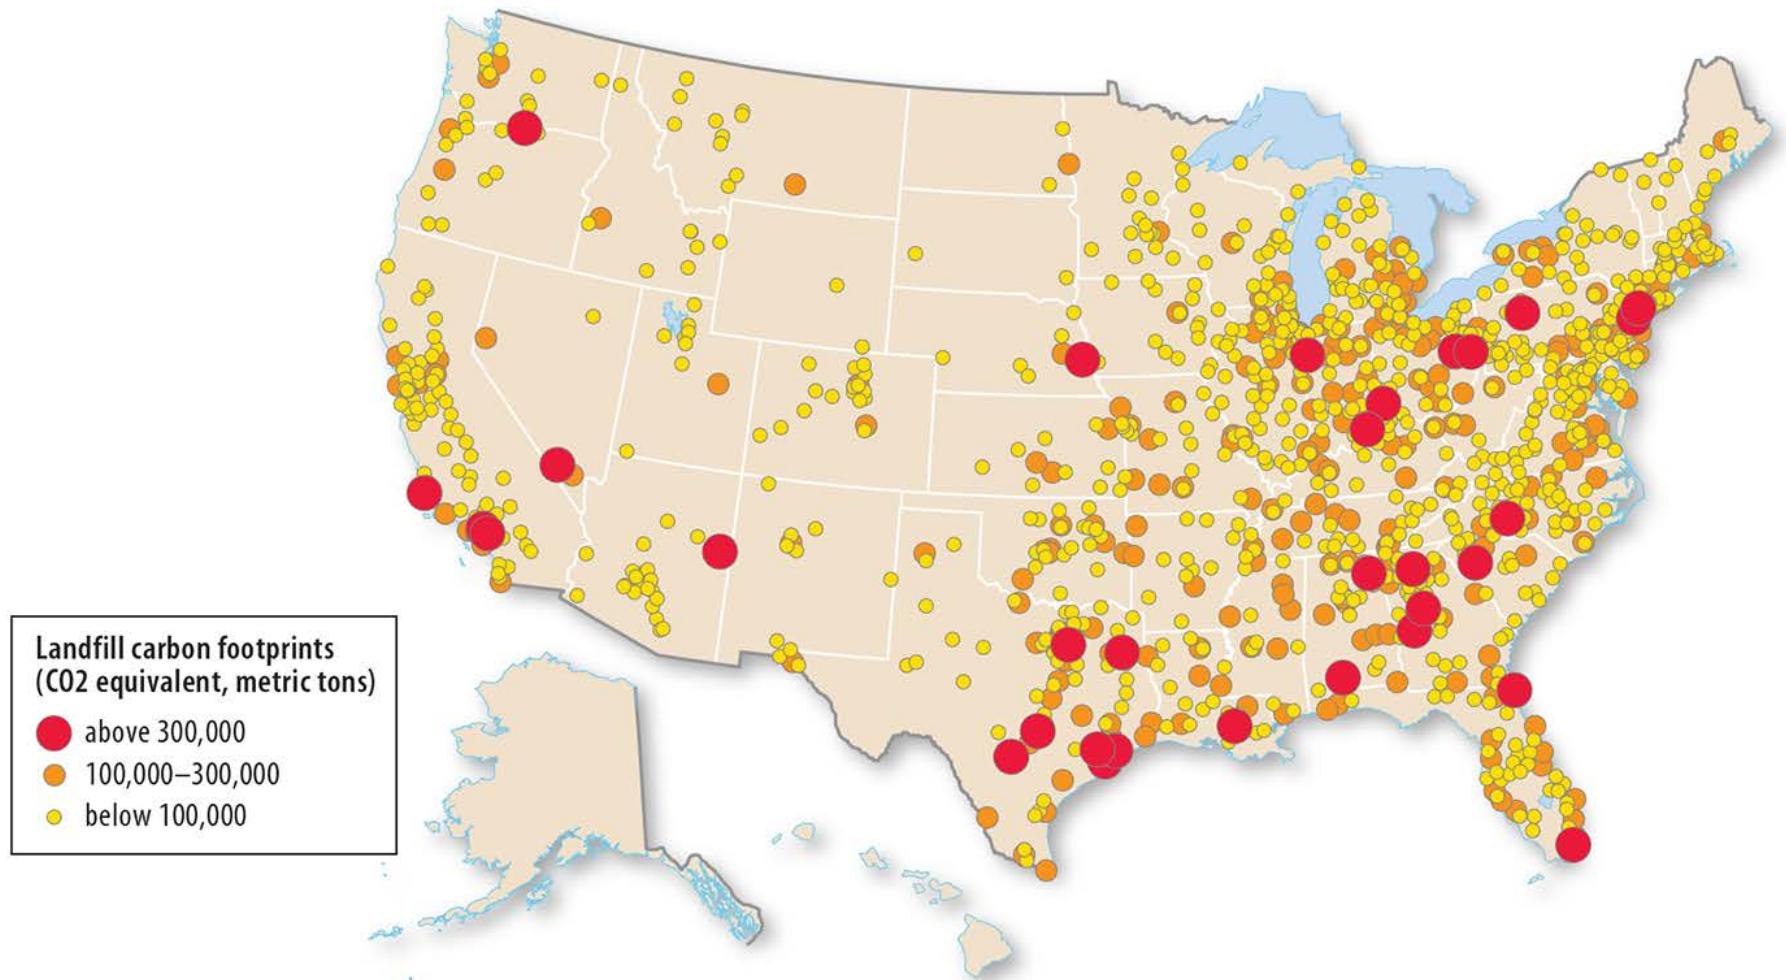 Landfill carbon footprints
(CO2 equivalent, metric tons)
above 300,000
100,000–300,000
below 100,000